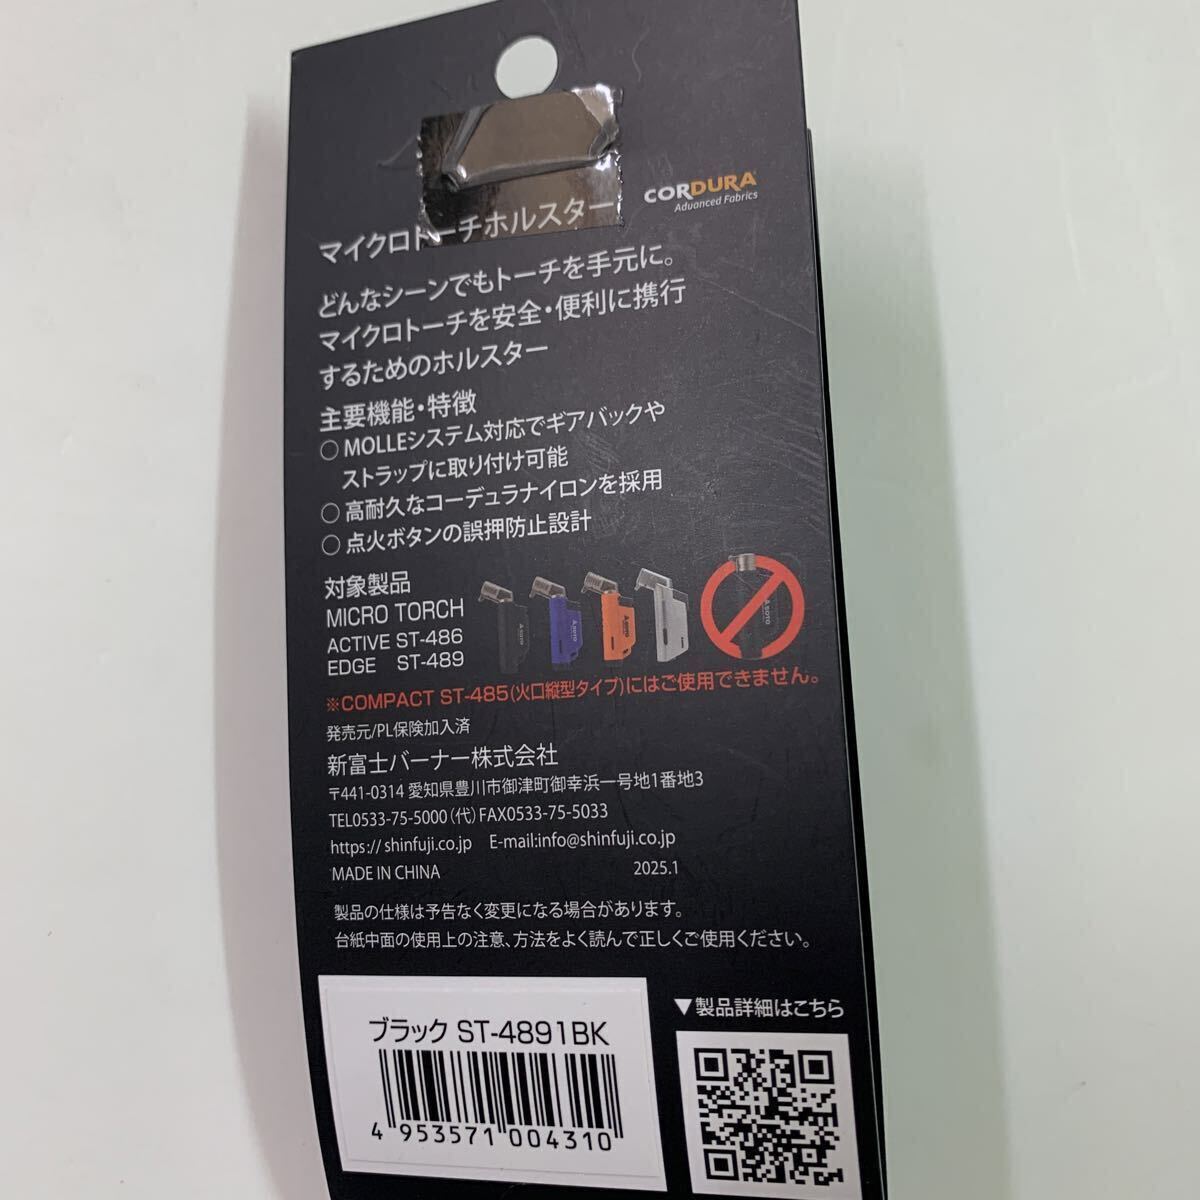 CORDURA
Advanced Fabrics
マイクロトーチホルスター
どんなシーンでもトーチを手元に。
マイクロトーチを安全・便利に携行
するためのホルスター
主要機能・特徴
○ MOLLEシステム対応でギアバックや
ストラップに取り付け可能
○ 高耐久なコーデュラナイロンを採用
○ 点火ボタンの誤押防止設計
対象製品
MICRO TORCH
ACTIVE ST-486
EDGE ST-489
SOTO
SOTO
SOTO
SOTO
※COMPACT ST-485(火口縦型タイプ)にはご使用できません。
発売元/PL保険加入済
新富士バーナー株式会社
〒441-0314 愛知県豊川市御津町御幸浜一号地1番地3
TEL0533-75-5000(代)FAX0533-75-5033
https:// shinfuji.co.jp E-mail:info@shinfuji.co.jp
MADE IN CHINA 2025.1
製品の仕様は予告なく変更になる場合があります。
台紙中面の使用上の注意、方法をよく読んで正しくご使用ください。
ブラック ST-4891BK
4 953571 004310
▼製品詳細はこちら